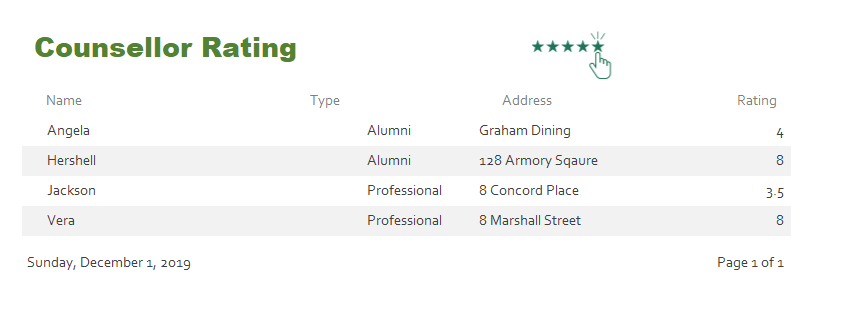 Counsellor Rating
Name Type Address Rating
Angela Alumni Graham Dining 4
Hershell Alumni 128 Armory Sqaure 8
Jackson Professional 8 Concord Place 3.5
Vera Professional 8 Marshall Street 8
Sunday, December 1, 2019 Page 1 of 1